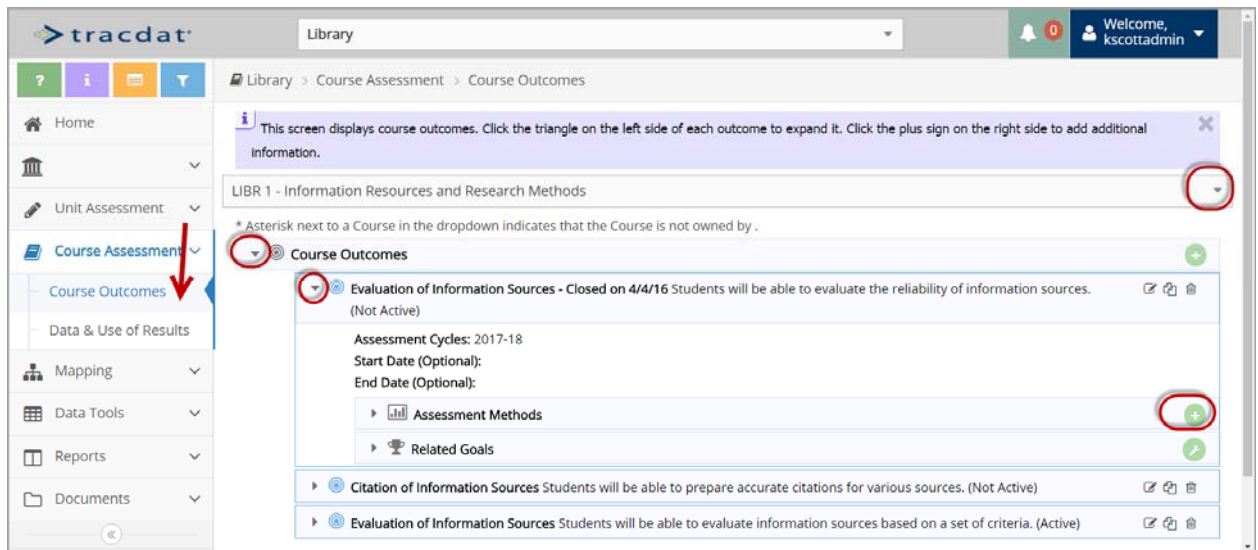 tracdat
Library
0
Welcome,
kscottadmin
?
i
Library > Course Assessment > Course Outcomes
Home
Unit Assessment
Course Assessment
Course Outcomes
Data & Use of Results
Mapping
Data Tools
Reports
Documents
i
This screen displays course outcomes. Click the triangle on the left side of each outcome to expand it. Click the plus sign on the right side to add additional
information.
LIBR 1 - Information Resources and Research Methods
* Asterisk next to a Course in the dropdown indicates that the Course is not owned by .
Course Outcomes
Evaluation of Information Sources - Closed on 4/4/16 Students will be able to evaluate the reliability of information sources.
(Not Active)
Assessment Cycles: 2017-18
Start Date (Optional):
End Date (Optional):
Assessment Methods
Related Goals
Citation of Information Sources Students will be able to prepare accurate citations for various sources. (Not Active)
Evaluation of Information Sources Students will be able to evaluate information sources based on a set of criteria. (Active)